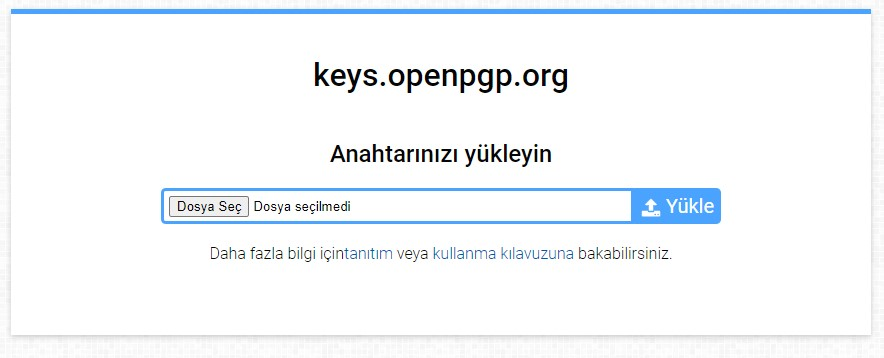 keys.openpgp.org
Anahtarınızı yükleyin
Dosya Seç Dosya seçilmedi Yükle
Daha fazla bilgi içintanıtım veya kullanma kılavuzuna bakabilirsiniz.